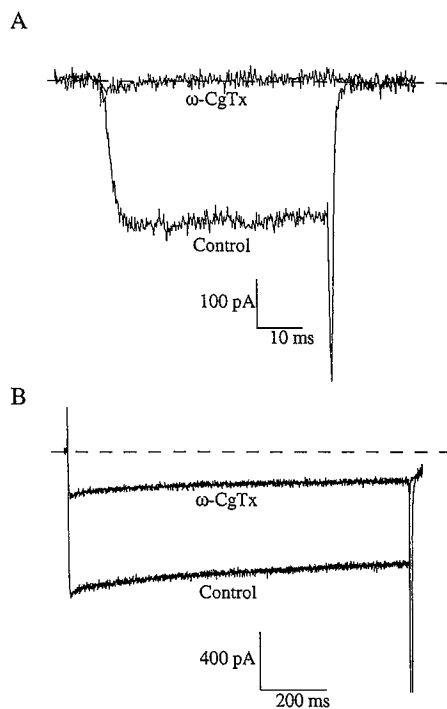 A
ω-CgTx
Control
100 pA
10 ms
B
ω-CgTx
Control
400 pA
200 ms